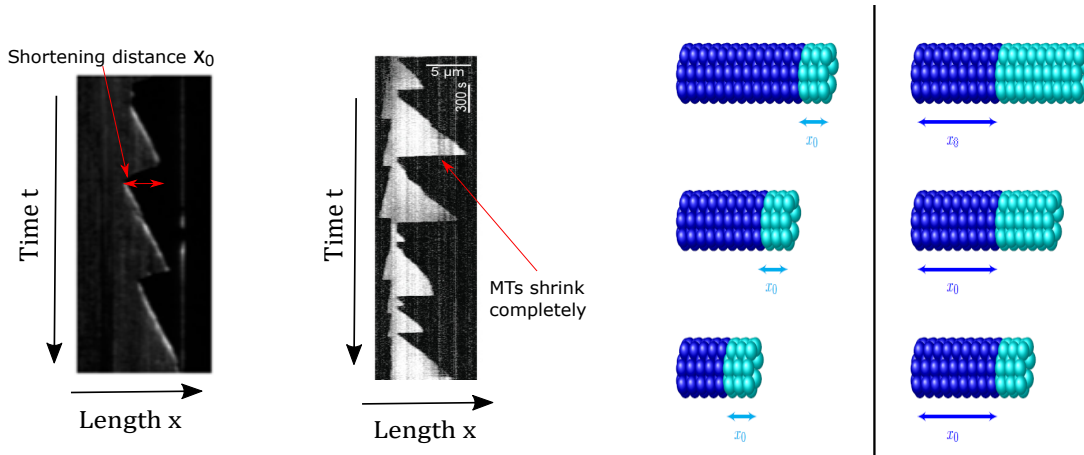 Shortening distance x₀
Time t
Length x
5 µm
300 s
Time t
MTs shrink
completely
Length x
x₀
x₀
x₀
x₀
x₀
x₀